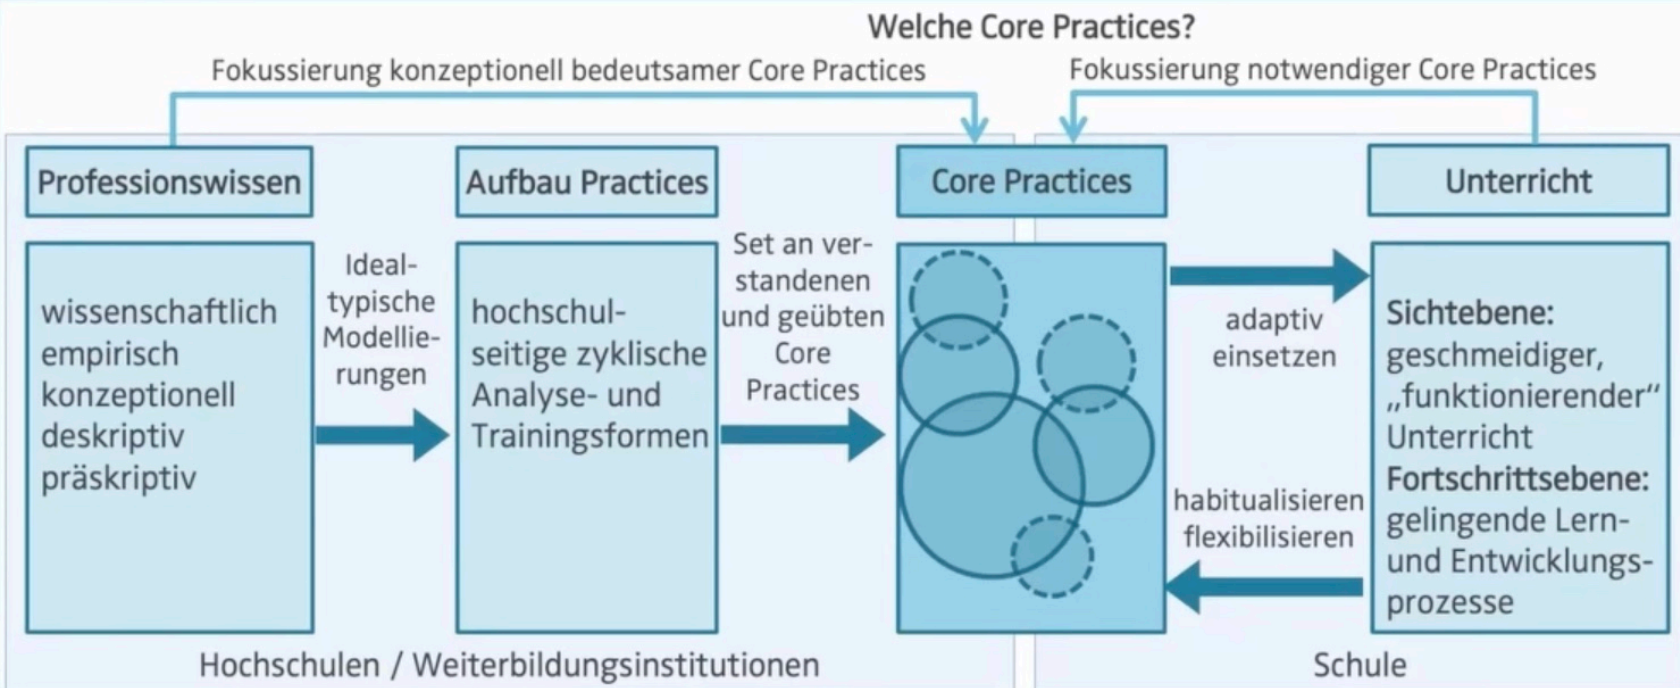 Welche Core Practices?
Fokussierung konzeptionell bedeutsamer Core Practices
Fokussierung notwendiger Core Practices
Professionswissen
Aufbau Practices
Core Practices
Unterricht
wissenschaftlich
empirisch
konzeptionell
deskriptiv
präskriptiv
Ideal-
typische
Modellie-
rungen
hochschul-
seitige zyklische
Analyse- und
Trainingsformen
Set an ver-
standenen
und geübten
Core
Practices
adaptiv
einsetzen
habitualisieren
flexibilisieren
Sichtebene:
geschmeidiger,
„funktionierender“
Unterricht
Fortschrittsebene:
gelingende Lern-
und Entwicklungs-
prozesse
Hochschulen / Weiterbildungsinstitutionen
Schule